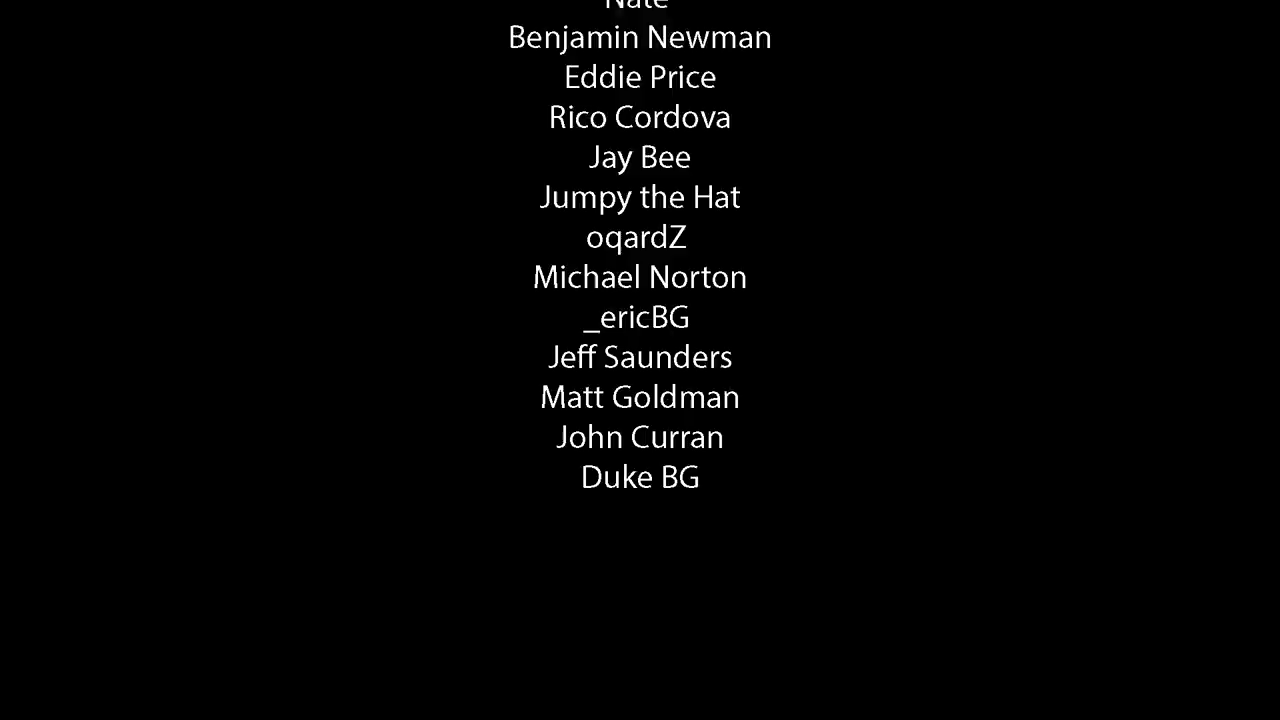 Nate
Benjamin Newman
Eddie Price
Rico Cordova
Jay Bee
Jumpy the Hat
oqardZ
Michael Norton
_ericBG
Jeff Saunders
Matt Goldman
John Curran
Duke BG